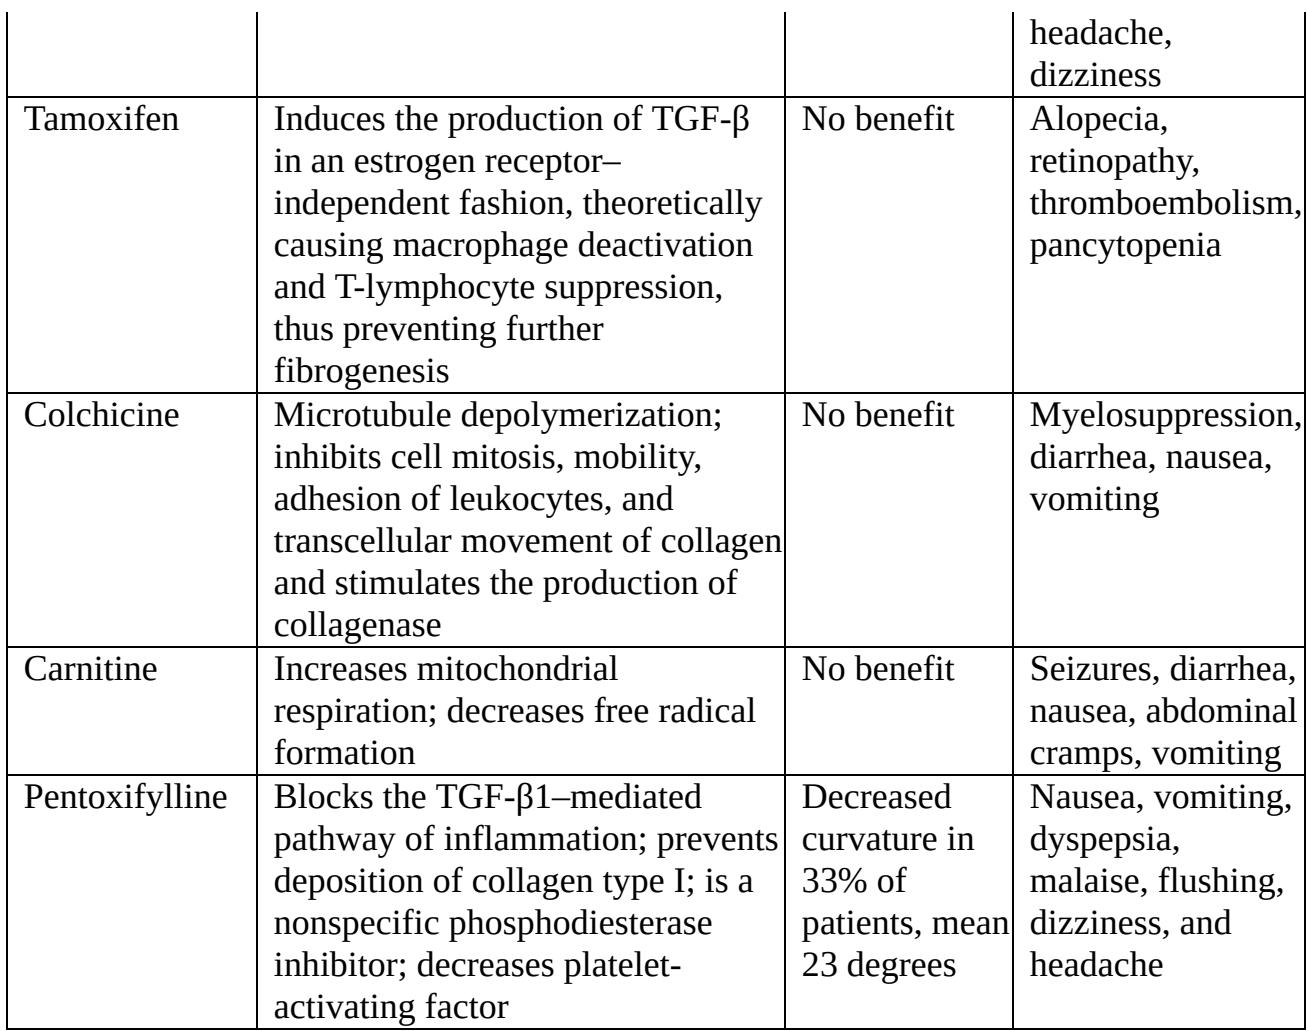 headache,
dizziness
Tamoxifen
Induces the production of TGF-β
in an estrogen receptor–
independent fashion, theoretically
causing macrophage deactivation
and T-lymphocyte suppression,
thus preventing further
fibrogenesis
No benefit
Alopecia,
retinopathy,
thromboembolism,
pancytopenia
Colchicine
Microtubule depolymerization;
inhibits cell mitosis, mobility,
adhesion of leukocytes, and
transcellular movement of collagen
and stimulates the production of
collagenase
No benefit
Myelosuppression,
diarrhea, nausea,
vomiting
Carnitine
Increases mitochondrial
respiration; decreases free radical
formation
No benefit
Seizures, diarrhea,
nausea, abdominal
cramps, vomiting
Pentoxifylline
Blocks the TGF-β1–mediated
pathway of inflammation; prevents
deposition of collagen type I; is a
nonspecific phosphodiesterase
inhibitor; decreases platelet-
activating factor
Decreased
curvature in
33% of
patients, mean
23 degrees
Nausea, vomiting,
dyspepsia,
malaise, flushing,
dizziness, and
headache